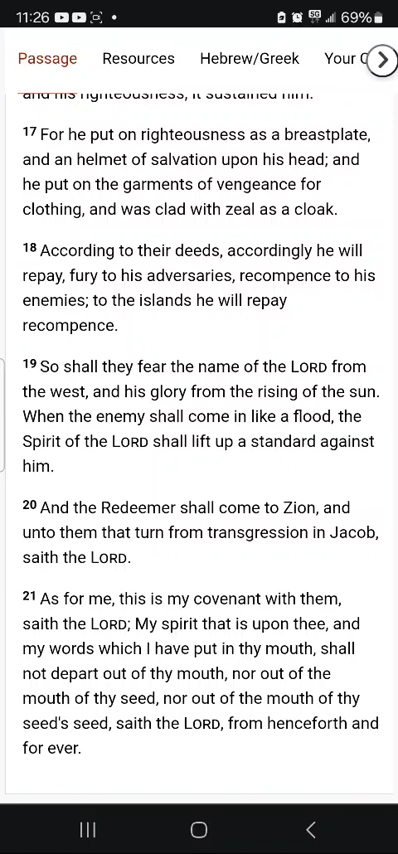 11:26 69%
Passage Resources Hebrew/Greek Your
and his righteousness, it sustained him.
17 For he put on righteousness as a breastplate,
and an helmet of salvation upon his head; and
he put on the garments of vengeance for
clothing, and was clad with zeal as a cloak.
18 According to their deeds, accordingly he will
repay, fury to his adversaries, recompence to his
enemies; to the islands he will repay
recompence.
19 So shall they fear the name of the LORD from
the west, and his glory from the rising of the sun.
When the enemy shall come in like a flood, the
Spirit of the LORD shall lift up a standard against
him.
20 And the Redeemer shall come to Zion, and
unto them that turn from transgression in Jacob,
saith the LORD.
21 As for me, this is my covenant with them,
saith the LORD; My spirit that is upon thee, and
my words which I have put in thy mouth, shall
not depart out of thy mouth, nor out of the
mouth of thy seed, nor out of the mouth of thy
seed's seed, saith the LORD, from henceforth and
for ever.